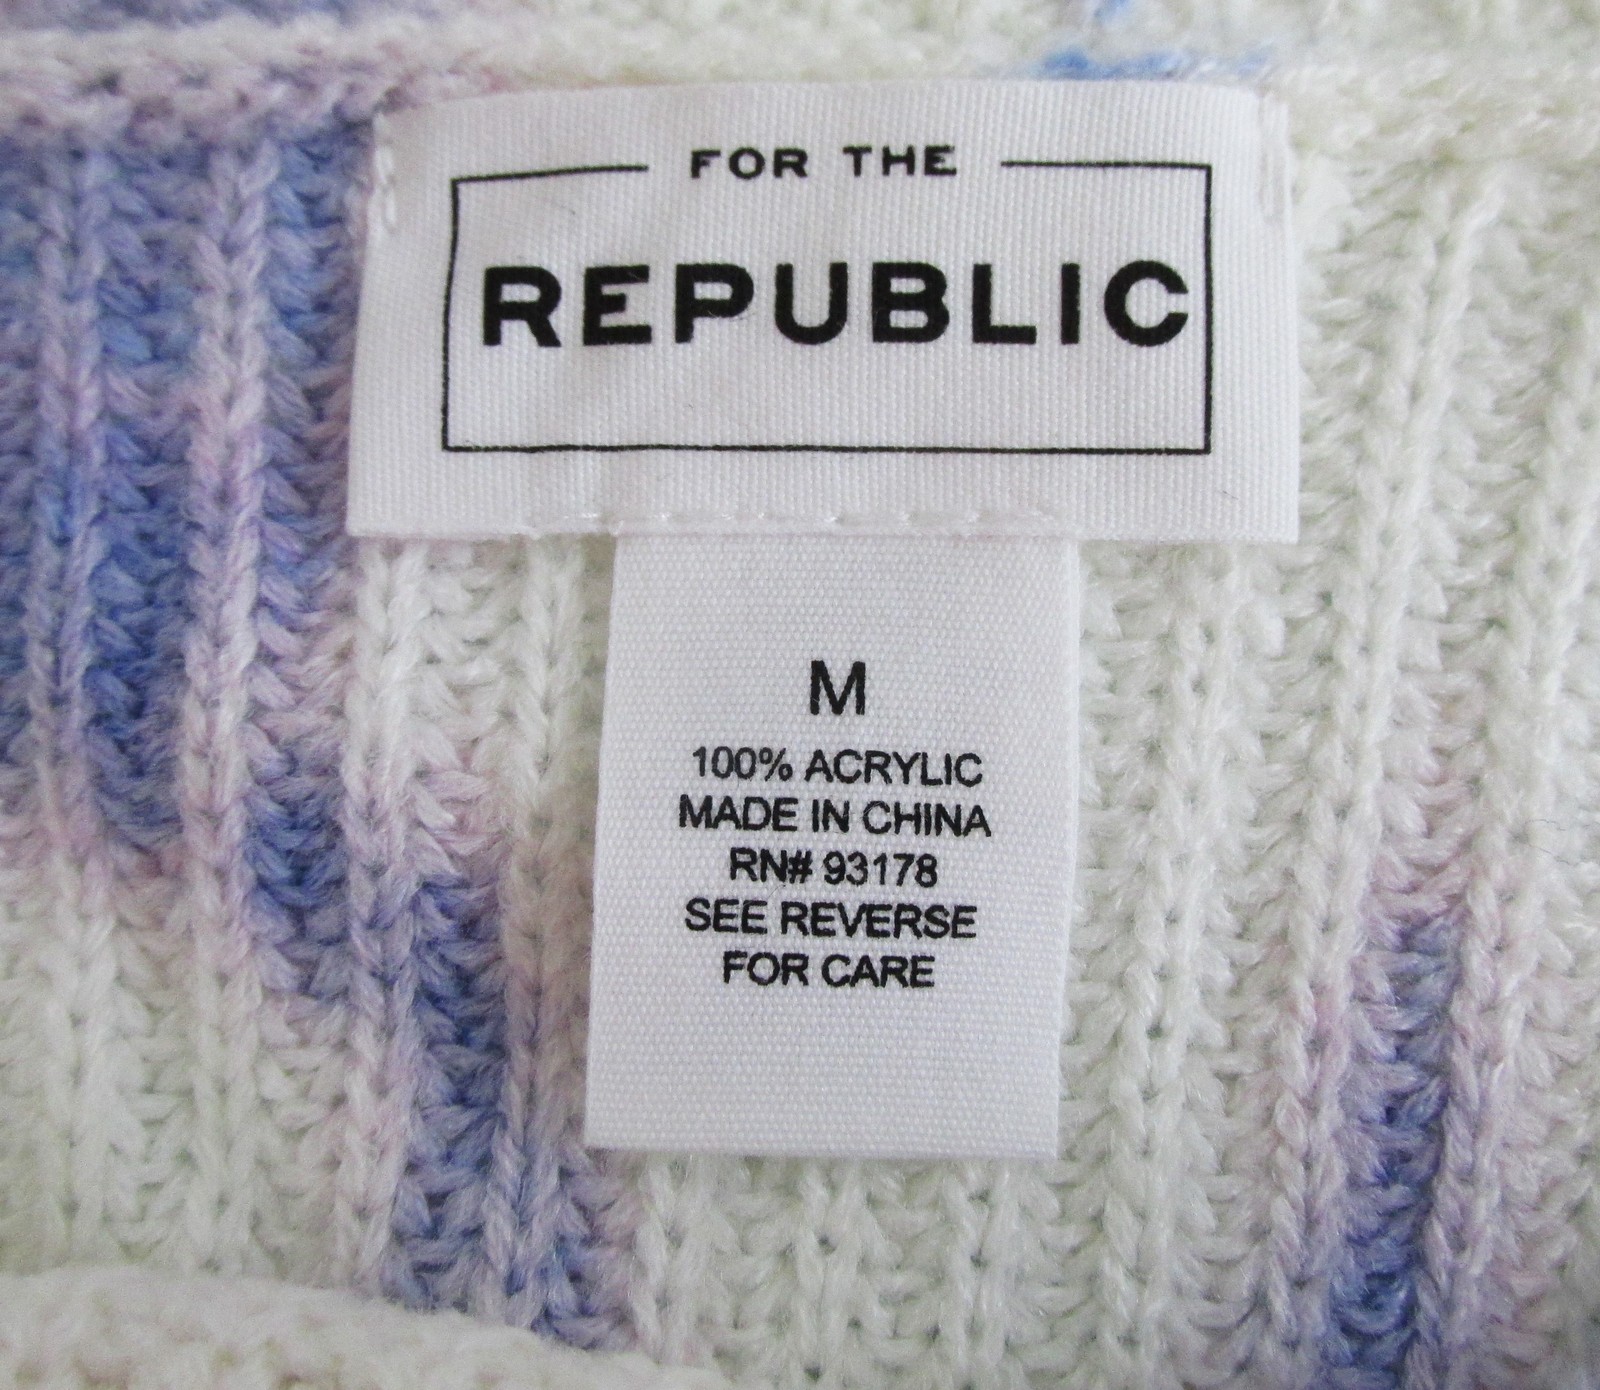 FOR THE
REPUBLIC
M
100% ACRYLIC
MADE IN CHINA
RN# 93178
SEE REVERSE
FOR CARE